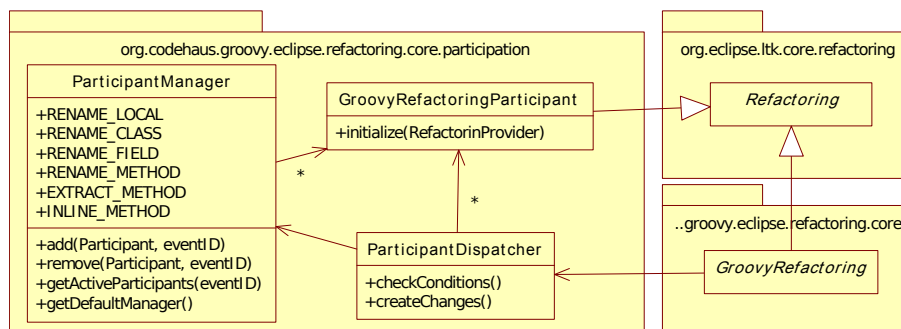 org.codehaus.groovy.eclipse.refactoring.core.participation
ParticipantManager
+RENAME_LOCAL
+RENAME_CLASS
+RENAME_FIELD
+RENAME_METHOD
+EXTRACT_METHOD
+INLINE_METHOD
+add(Participant, eventID)
+remove(Participant, eventID)
+getActiveParticipants(eventID)
+getDefaultManager()
*
GroovyRefactoringParticipant
+initialize(RefactorinProvider)
*
ParticipantDispatcher
+checkConditions()
+createChanges()
org.eclipse.ltk.core.refactoring
Refactoring
..groovy.eclipse.refactoring.core
GroovyRefactoring